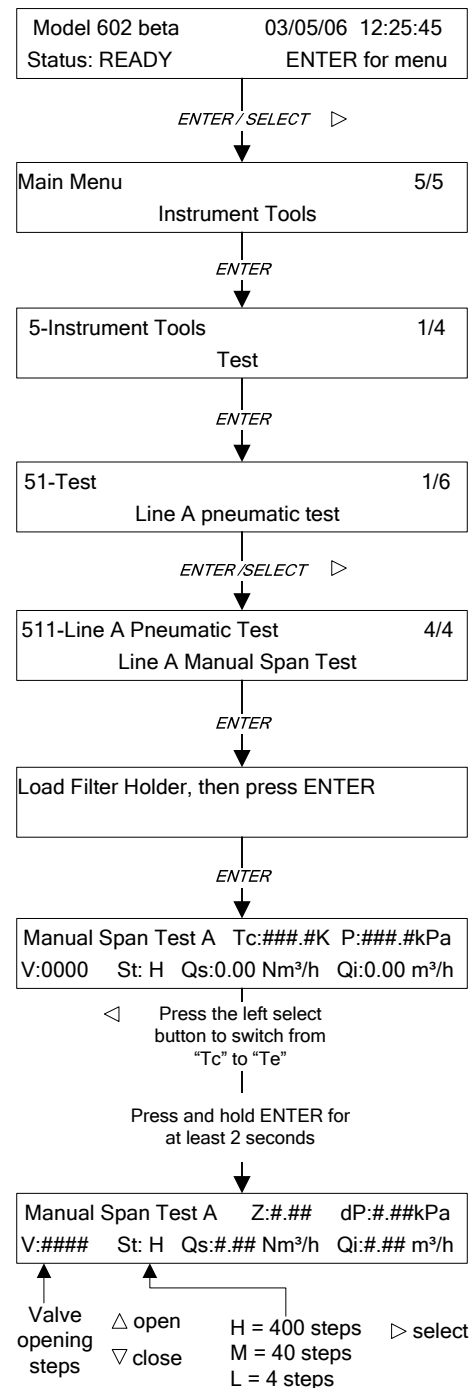 Model 602 beta 03/05/06 12:25:45
Status: READY ENTER for menu
ENTER/SELECT ▷
Main Menu 5/5
Instrument Tools
ENTER
5-Instrument Tools 1/4
Test
ENTER
51-Test 1/6
Line A pneumatic test
ENTER/SELECT ▷
511-Line A Pneumatic Test 4/4
Line A Manual Span Test
ENTER
Load Filter Holder, then press ENTER
ENTER
Manual Span Test A Tc:###.#K P:###.#kPa
V:0000 St: H Qs:0.00 Nm³/h Qi:0.00 m³/h
◁ Press the left select
button to switch from
“Tc” to “Te”
Press and hold ENTER for
at least 2 seconds
Manual Span Test A Z:#.## dP:#.##kPa
V:#### St: H Qs:#.## Nm³/h Qi:#.## m³/h
Valve
opening
steps
△ open
▽ close
H = 400 steps
M = 40 steps
L = 4 steps
▷ select